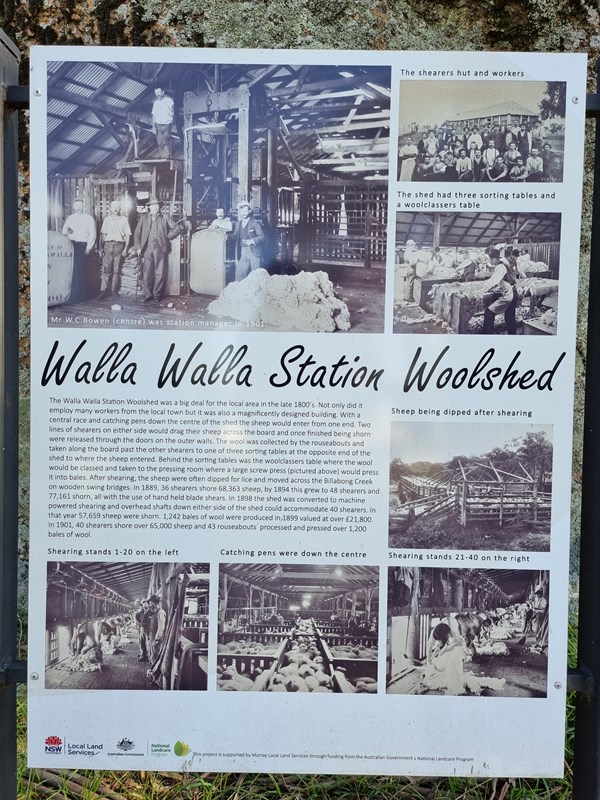 The shearers hut and workers
The shed had three sorting tables and
a woolclassers table
Mr W.C.Bowen (centre) was station manager in 1901
Walla Walla Station Woolshed
The Walla Walla Station Woolshed was a big deal for the local area in the late 1800's. Not only did it
employ many workers from the local town but it was also a magnificently designed building. With a
central race and catching pens down the centre of the shed the sheep would enter from one end. Two
lines of shearers on either side would drag their sheep across the board and once finished being shorn
were released through the doors on the outer walls. The wool was collected by the rouseabouts and
taken along the board past the other shearers to one of three sorting tables at the opposite end of the
shed to where the sheep entered. Behind the sorting tables was the woolclassers table where the wool
would be classed and taken to the pressing room where a large screw press (pictured above) would press
it into bales. After shearing, the sheep were often dipped for lice and moved across the Billabong Creek
on wooden swing bridges. In 1889, 36 shearers shore 68,363 sheep, by 1894 this grew to 48 shearers and
77,161 shorn, all with the use of hand held blade shears. In 1898 the shed was converted to machine
powered shearing and overhead shafts down either side of the shed could accommodate 40 shearers. In
that year 57,659 sheep were shorn. 1,242 bales of wool were produced in 1899 valued at over £21,800.
In 1901, 40 shearers shore over 65,000 sheep and 43 rouseabouts' processed and pressed over 1,200
bales of wool.
Sheep being dipped after shearing
Shearing stands 1-20 on the left
Catching pens were down the centre
Shearing stands 21-40 on the right
NSW
GOVERNMENT
Local Land
Services
Australian Government
National
Landcare
Program
This project is supported by Murray Local Land Services through funding from the Australian Government s National Landcare Program